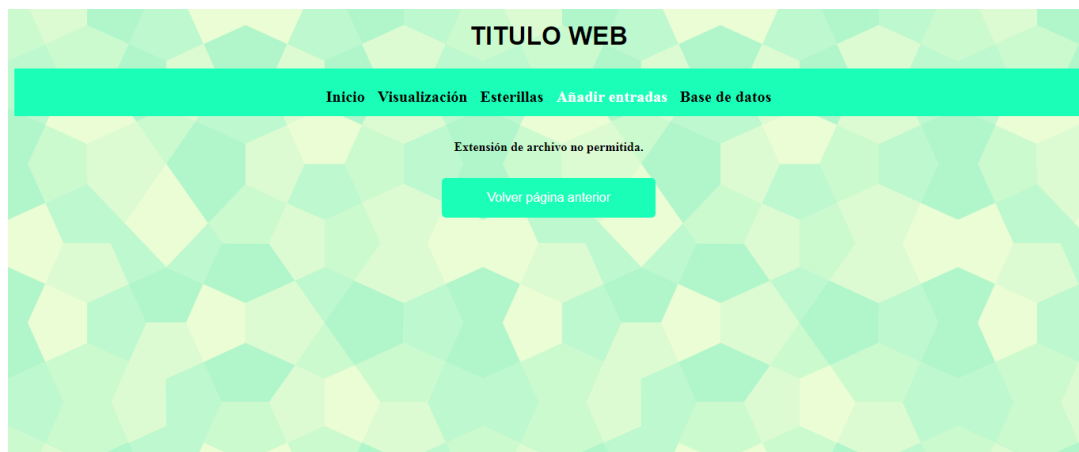 TITULO WEB
Inicio Visualización Esterillas Añadir entradas Base de datos
Extensión de archivo no permitida.
Volver página anterior